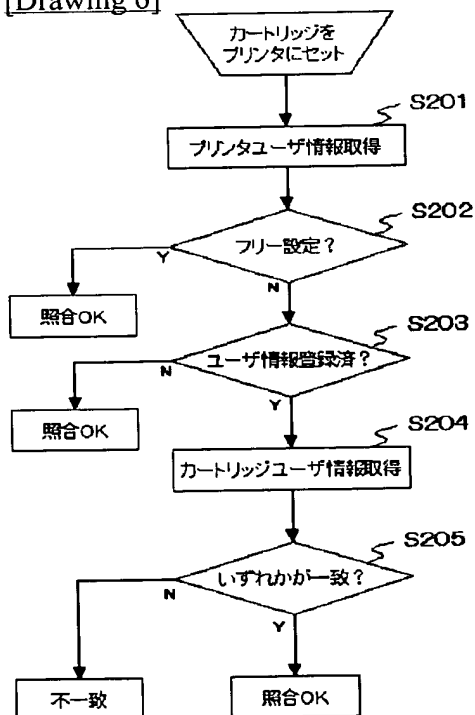 [Drawing 6]
カートリッジを
プリンタにセット
S201
プリンタユーザ情報取得
S202
フリー設定？
Y
N
照合OK
S203
ユーザ情報登録済？
N
Y
照合OK
S204
カートリッジユーザ情報取得
S205
いずれかが一致？
N
Y
不一致
照合OK